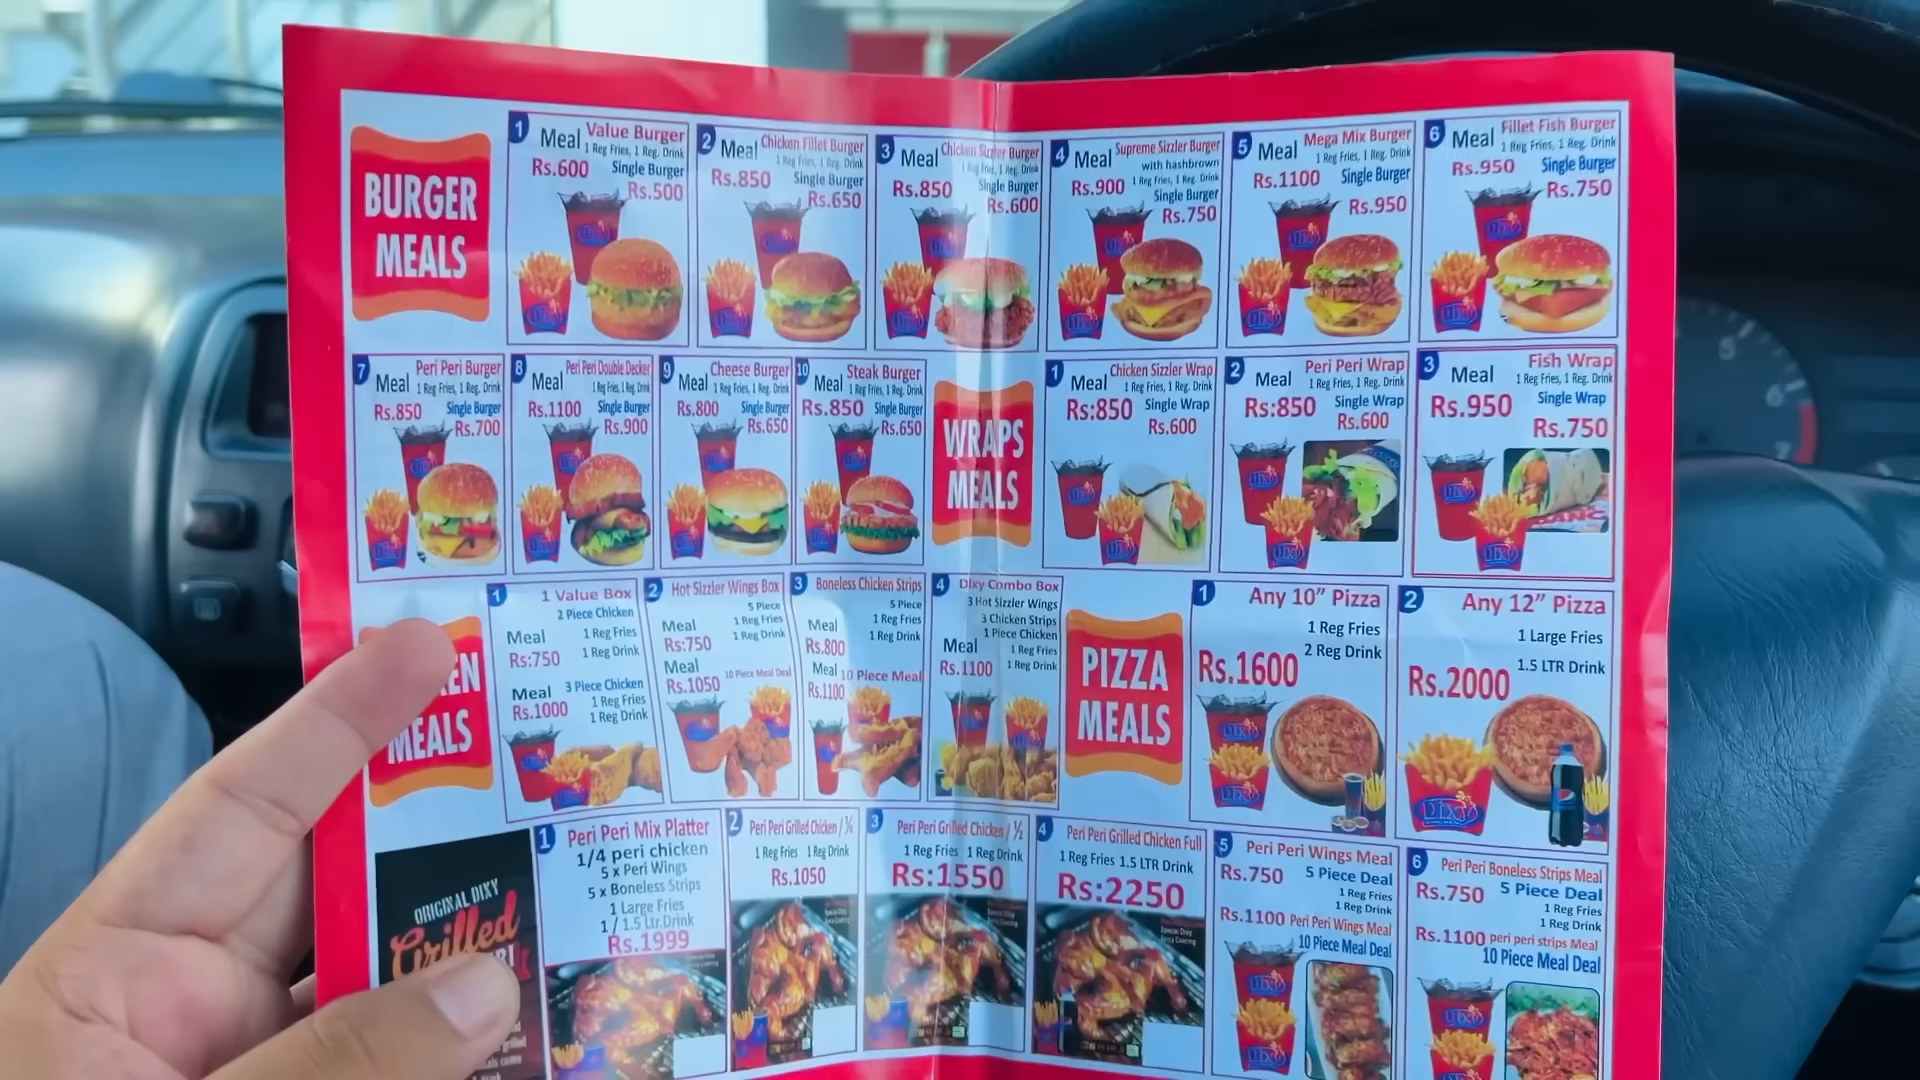 BURGER
MEALS
1
Meal
Value Burger
1 Reg Fries, 1 Reg. Drink
Rs.600
Single Burger
Rs.500
2
Meal
Chicken Fillet Burger
1 Reg Fries, 1 Reg. Drink
Rs.850
Single Burger
Rs.650
3
Meal
Chicken Sizzler Burger
1 Reg Fries, 1 Reg. Drink
Rs.850
Single Burger
Rs.600
4
Meal
Supreme Sizzler Burger
with hashbrown
1 Reg Fries, 1 Reg. Drink
Rs.900
Single Burger
Rs.750
5
Meal
Mega Mix Burger
1 Reg Fries, 1 Reg. Drink
Rs.1100
Single Burger
Rs.950
6
Meal
Fillet Fish Burger
1 Reg Fries, 1 Reg. Drink
Rs.950
Single Burger
Rs.750
7
Meal
Peri Peri Burger
1 Reg Fries, 1 Reg. Drink
Rs.850
Single Burger
Rs.700
8
Meal
Peri Peri Double Decker
1 Reg Fries, 1 Reg. Drink
Rs.1100
Single Burger
Rs.900
9
Meal
Cheese Burger
1 Reg Fries, 1 Reg. Drink
Rs.800
Single Burger
Rs.650
10
Meal
Steak Burger
1 Reg Fries, 1 Reg. Drink
Rs.850
Single Burger
Rs.650
WRAPS
MEALS
1
Meal
Chicken Sizzler Wrap
1 Reg Fries, 1 Reg. Drink
Rs:850
Single Wrap
Rs.600
2
Meal
Peri Peri Wrap
1 Reg Fries, 1 Reg. Drink
Rs:850
Single Wrap
Rs.600
3
Meal
Fish Wrap
1 Reg Fries, 1 Reg. Drink
Rs.950
Single Wrap
Rs.750
EN
MEALS
1
1 Value Box
2 Piece Chicken
Meal
1 Reg Fries
Rs:750
1 Reg Drink
Meal
3 Piece Chicken
Rs.1000
1 Reg Fries
1 Reg Drink
2
Hot Sizzler Wings Box
5 Piece
Meal
1 Reg Fries
Rs:750
1 Reg Drink
Meal
10 Piece Meal Deal
Rs.1050
3
Boneless Chicken Strips
5 Piece
Meal
1 Reg Fries
Rs.800
1 Reg Drink
Meal
10 Piece Meal
Rs.1100
4
Dixy Combo Box
3 Hot Sizzler Wings
3 Chicken Strips
1 Piece Chicken
Meal
1 Reg Fries
Rs.1100
1 Reg Drink
PIZZA
MEALS
1
Any 10” Pizza
1 Reg Fries
2 Reg Drink
Rs.1600
2
Any 12” Pizza
1 Large Fries
1.5 LTR Drink
Rs.2000
ORIGINAL DIXY
Grilled
1
Peri Peri Mix Platter
1/4 peri chicken
5 x Peri Wings
5 x Boneless Strips
1 Large Fries
1 / 1.5 Ltr.Drink
Rs.1999
2
Peri Peri Grilled Chicken / ¼
1 Reg Fries 1 Reg Drink
Rs.1050
3
Peri Peri Grilled Chicken / ½
1 Reg Fries 1 Reg Drink
Rs:1550
4
Peri Peri Grilled Chicken Full
1 Reg Fries 1.5 LTR Drink
Rs:2250
5
Peri Peri Wings Meal
Rs.750
5 Piece Deal
1 Reg Fries
1 Reg Drink
Rs.1100 Peri Peri Wings Meal
10 Piece Meal Deal
6
Peri Peri Boneless Strips Meal
Rs.750
5 Piece Deal
1 Reg Fries
1 Reg Drink
Rs.1100 peri peri strips Meal
10 Piece Meal Deal